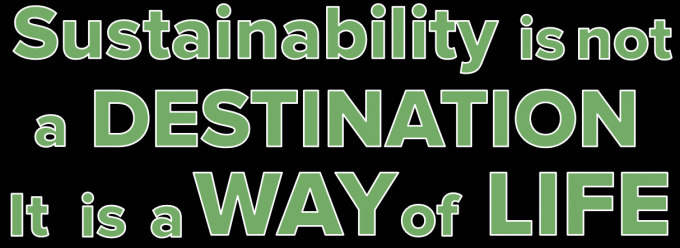 Sustainability is not
a DESTINATION
It is a WAY of LIFE